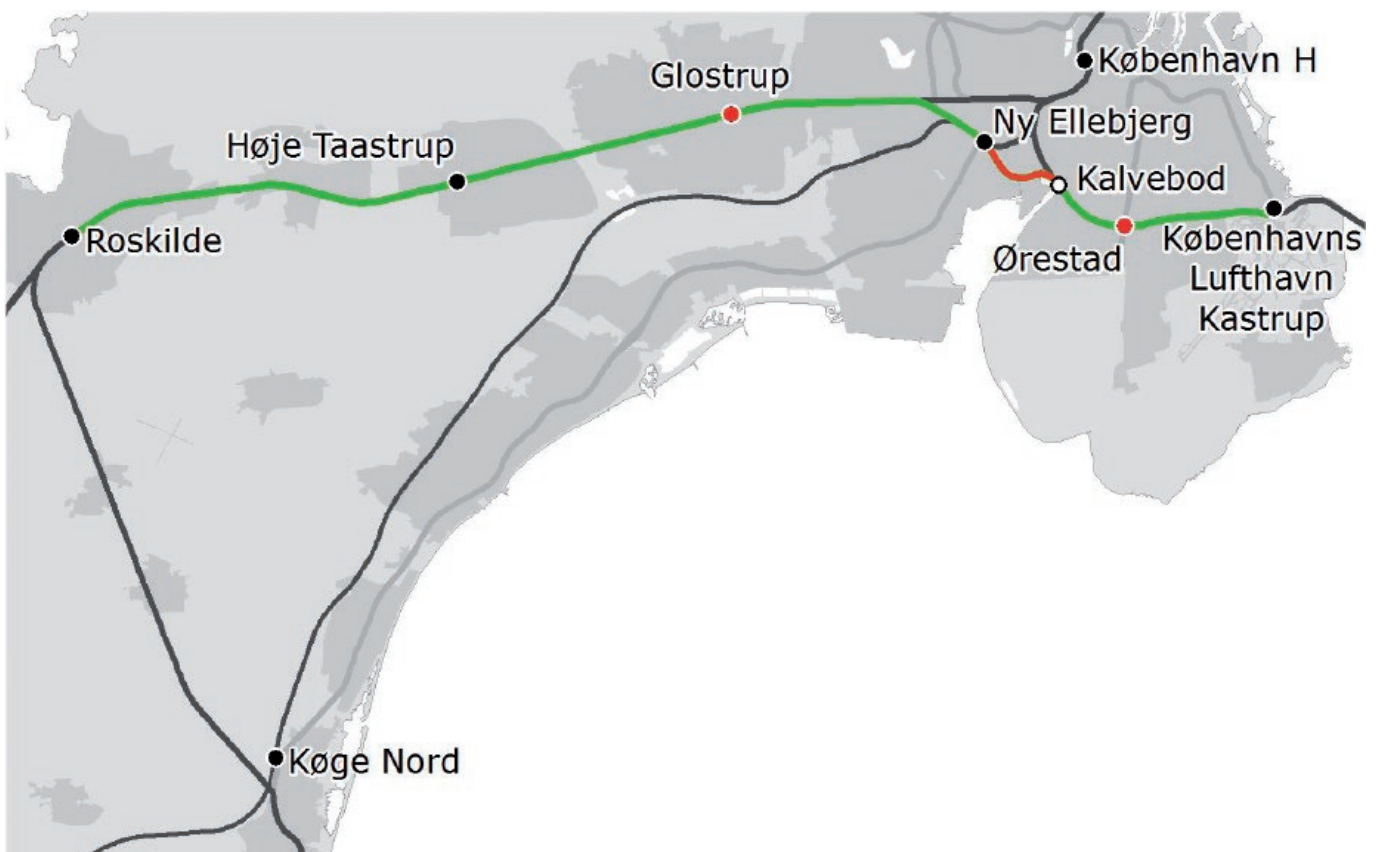 København H
Glostrup
Ny Ellebjerg
Høje Taastrup
Kalvebod
Roskilde
Ørestad
Københavns
Lufthavn
Kastrup
Køge Nord